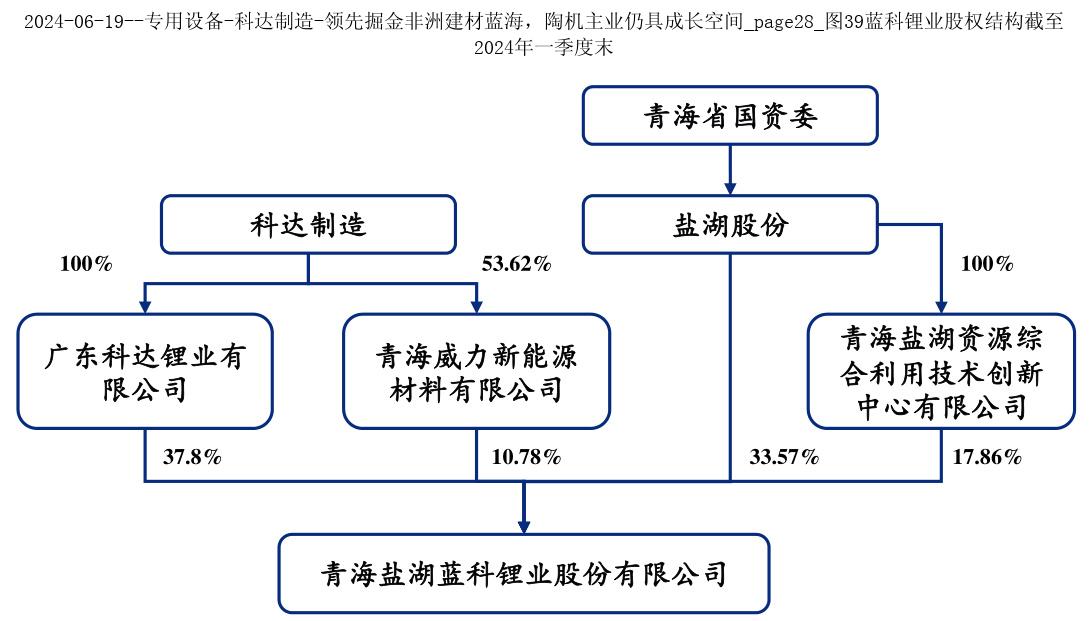 2024-06-19--专用设备-科达制造-领先掘金非洲建材蓝海，陶机主业仍具成长空间_page28_图39蓝科锂业股权结构截至
2024年一季度末
青海省国资委
科达制造
盐湖股份
100%
53.62%
100%
广东科达锂业有
限公司
青海威力新能源
材料有限公司
青海盐湖资源综
合利用技术创新
中心有限公司
37.8%
10.78%
33.57%
17.86%
青海盐湖蓝科锂业股份有限公司